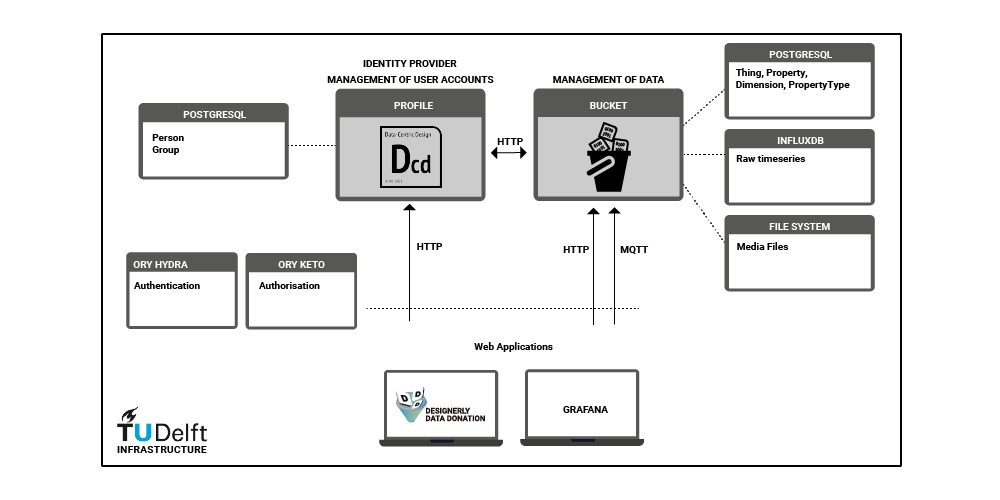 IDENTITY PROVIDER
MANAGEMENT OF USER ACCOUNTS
MANAGEMENT OF DATA
POSTGRESQL
Person
Group
PROFILE
Data-Centric Design
Dcd
HTTP
BUCKET
POSTGRESQL
Thing, Property,
Dimension, PropertyType
INFLUXDB
Raw timeseries
FILE SYSTEM
Media Files
HTTP
HTTP
MQTT
ORY HYDRA
Authentication
ORY KETO
Authorisation
Web Applications
D D
D
DESIGNERLY
DATA DONATION
GRAFANA
TUDelft
INFRASTRUCTURE